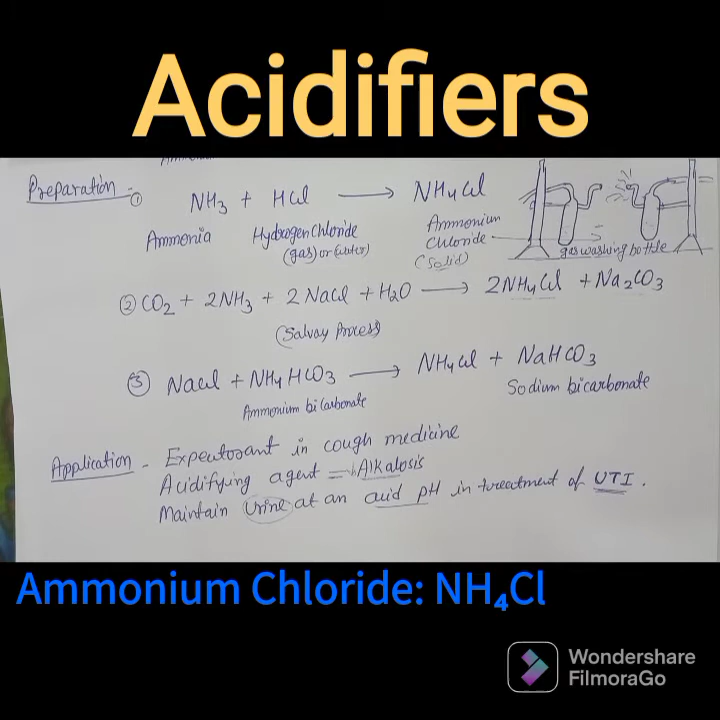 Acidifiers
Preparation - ① NH3 + HCl → NH4Cl
Ammonia Hydrogen Chloride Ammonium
(gas) or (water) Chloride
(Solid)
gas washing bottle
② CO2 + 2NH3 + 2NaCl + H2O → 2NH4Cl + Na2CO3
(Salvay Process)
③ NaCl + NH4HCO3 → NH4Cl + NaHCO3
Ammonium bicarbonate Sodium bicarbonate
Application - Expectosant in cough medicine
Acidifying agent = Alkalosis
Maintain Urine at an acid pH in treatment of UTI.
Ammonium Chloride: NH₄Cl
Wondershare
FilmoraGo